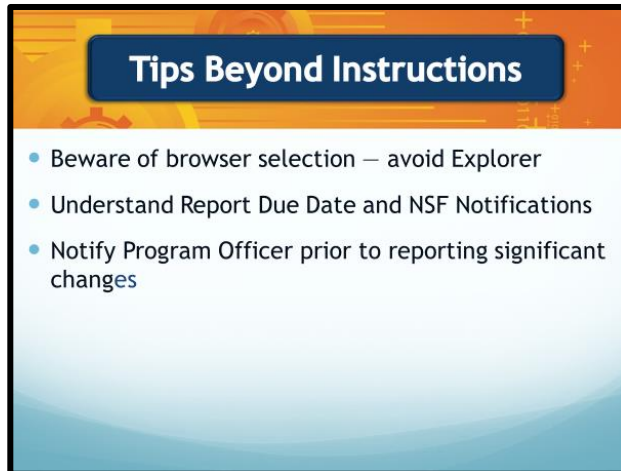 Tips Beyond Instructions
• Beware of browser selection — avoid Explorer
• Understand Report Due Date and NSF Notifications
• Notify Program Officer prior to reporting significant
changes